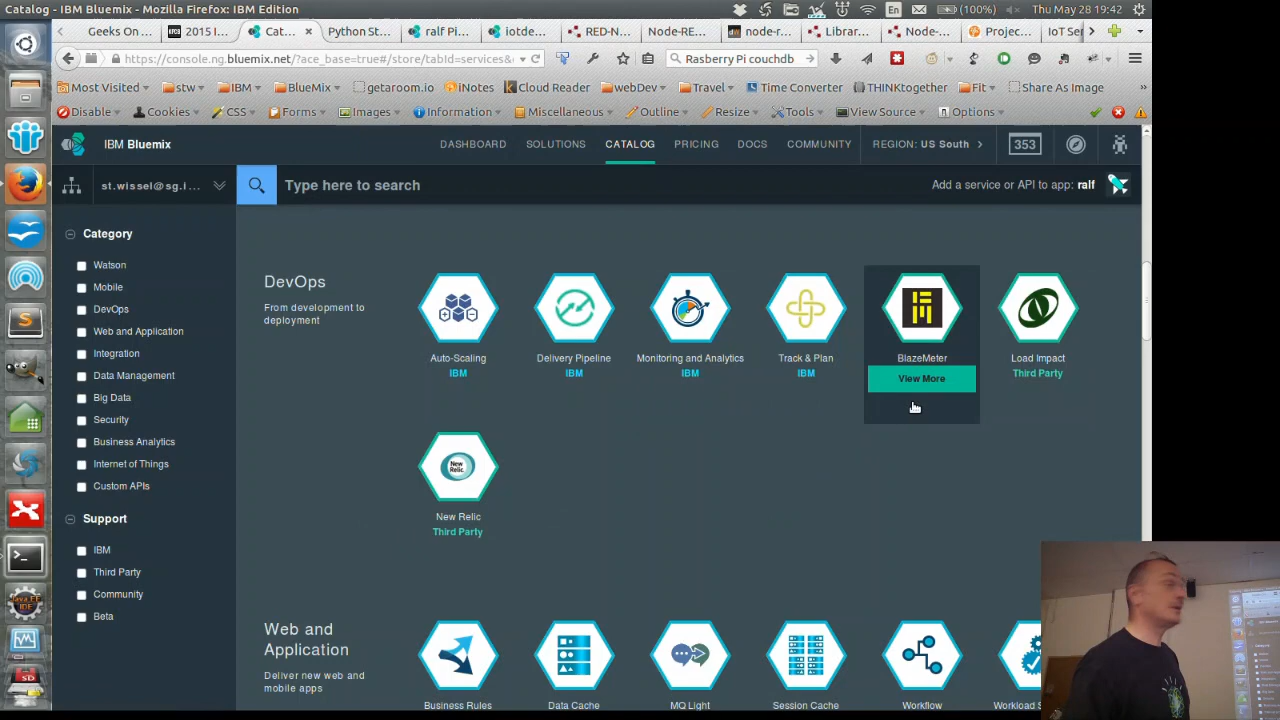 Catalog - IBM Bluemix - Mozilla Firefox: IBM Edition
En
(100%)
Thu May 28 19:42
Geeks On ...
2015 I...
Cat...
Python St...
ralf Pi...
iotde...
RED-N...
Node-RE...
node-r...
Librar...
Node-...
Projec...
IoT Ser
https://console.ng.bluemix.net/?ace_base=true#/store/tabId=services&
Rasberry Pi couchdb
Most Visited
stw
IBM
BlueMix
getaroom.io
iNotes
Cloud Reader
webDev
Travel
Time Converter
THINKtogether
Fit
Share As Image
Disable
Cookies
CSS
Forms
Images
Information
Miscellaneous
Outline
Resize
Tools
View Source
Options
IBM Bluemix
DASHBOARD
SOLUTIONS
CATALOG
PRICING
DOCS
COMMUNITY
REGION: US South
353
st.wissel@sg.i...
Type here to search
Add a service or API to app: ralf
Category
Watson
Mobile
DevOps
Web and Application
Integration
Data Management
Big Data
Security
Business Analytics
Internet of Things
Custom APIs
Support
IBM
Third Party
Community
Beta
DevOps
From development to
deployment
Auto-Scaling
IBM
Delivery Pipeline
IBM
Monitoring and Analytics
IBM
Track & Plan
IBM
BlazeMeter
View More
Load Impact
Third Party
New
Relic
New Relic
Third Party
Web and
Application
Deliver new web and
mobile apps
Business Rules
Data Cache
MQ Light
Session Cache
Workflow
Workload S